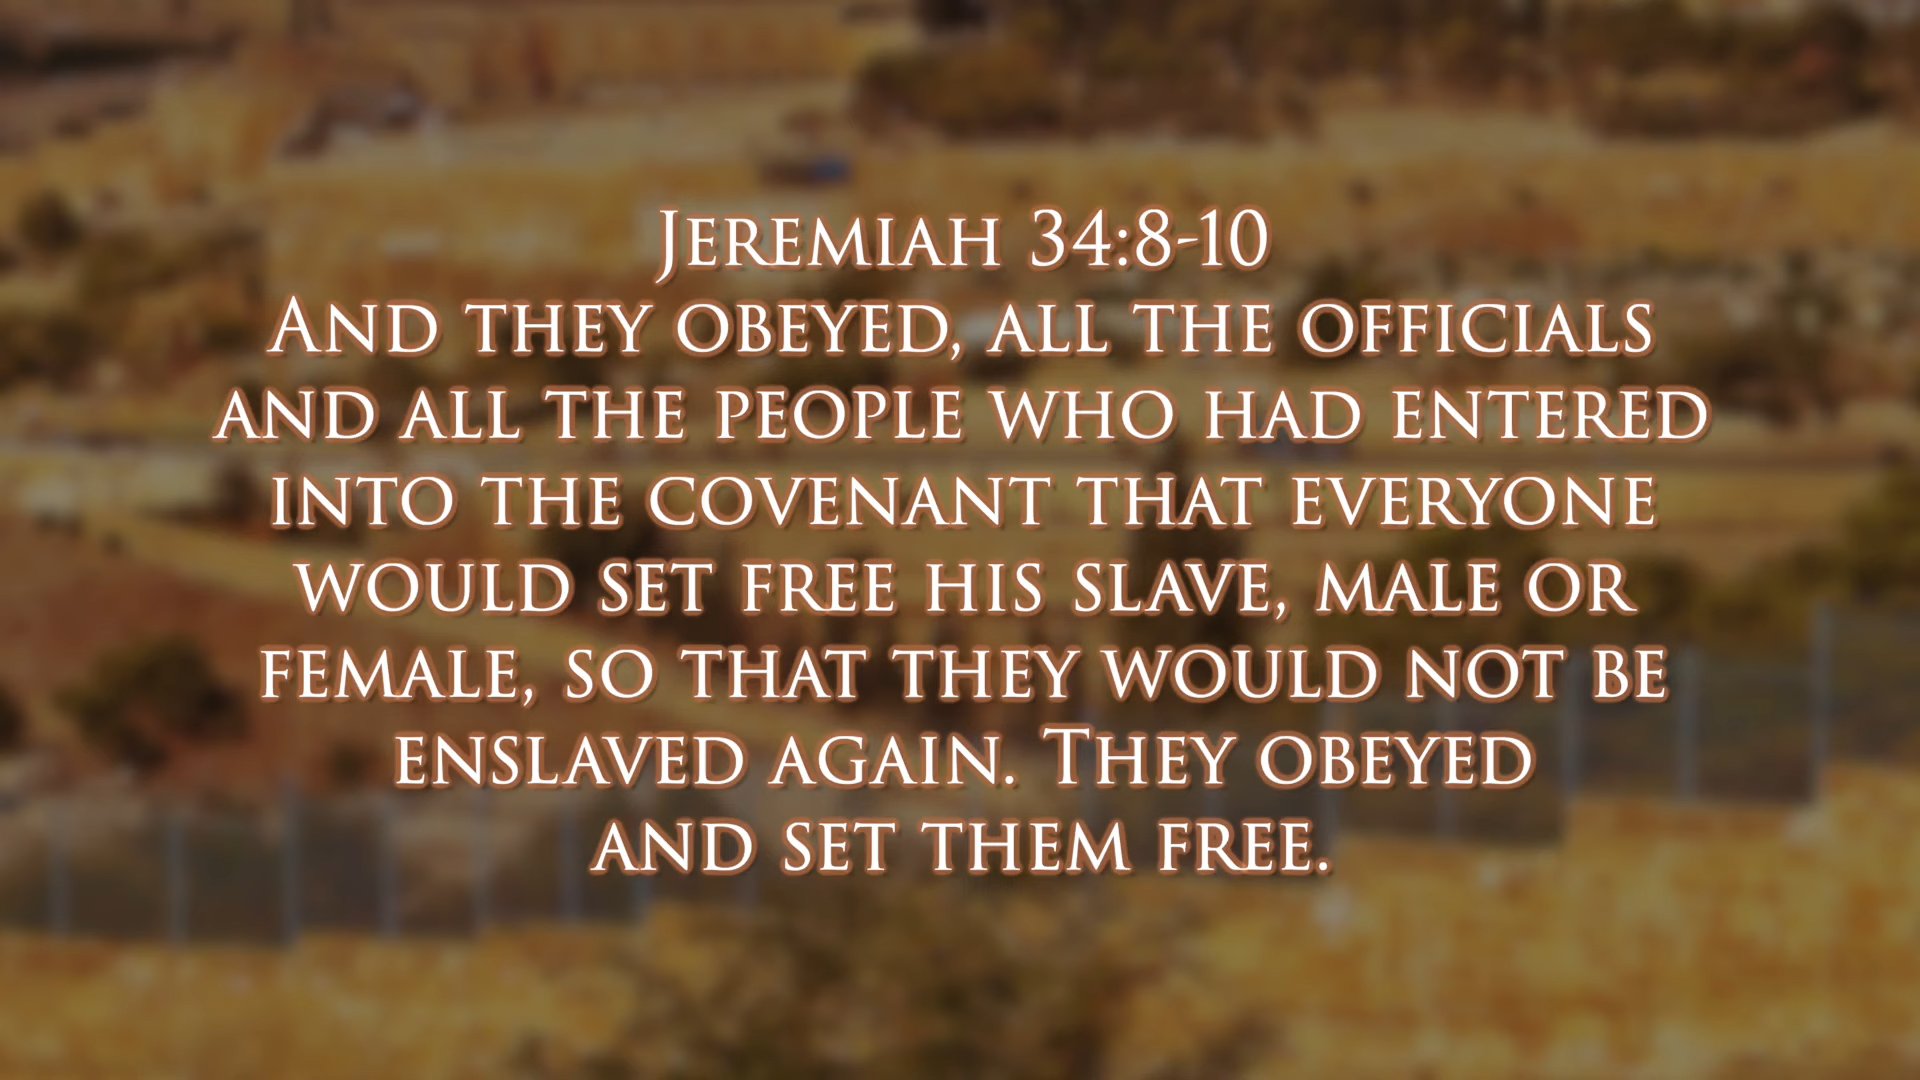 Jeremiah 34:8-10
And they obeyed, all the officials
and all the people who had entered
into the covenant that everyone
would set free his slave, male or
female, so that they would not be
enslaved again. They obeyed
and set them free.